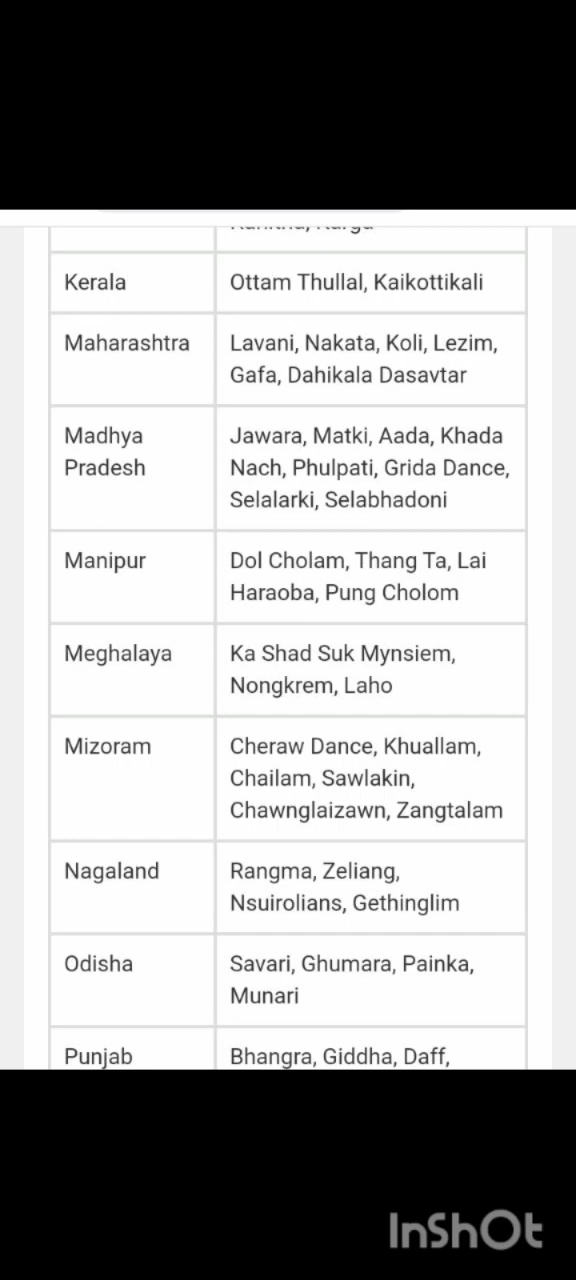 Kerala
Ottam Thullal, Kaikottikali
Maharashtra
Lavani, Nakata, Koli, Lezim,
Gafa, Dahikala Dasavtar
Madhya
Pradesh
Jawara, Matki, Aada, Khada
Nach, Phulpati, Grida Dance,
Selalarki, Selabhadoni
Manipur
Dol Cholam, Thang Ta, Lai
Haraoba, Pung Cholom
Meghalaya
Ka Shad Suk Mynsiem,
Nongkrem, Laho
Mizoram
Cheraw Dance, Khuallam,
Chailam, Sawlakin,
Chawnglaizawn, Zangtalam
Nagaland
Rangma, Zeliang,
Nsuirolians, Gethinglim
Odisha
Savari, Ghumara, Painka,
Munari
Punjab
Bhangra, Giddha, Daff,
InShOt